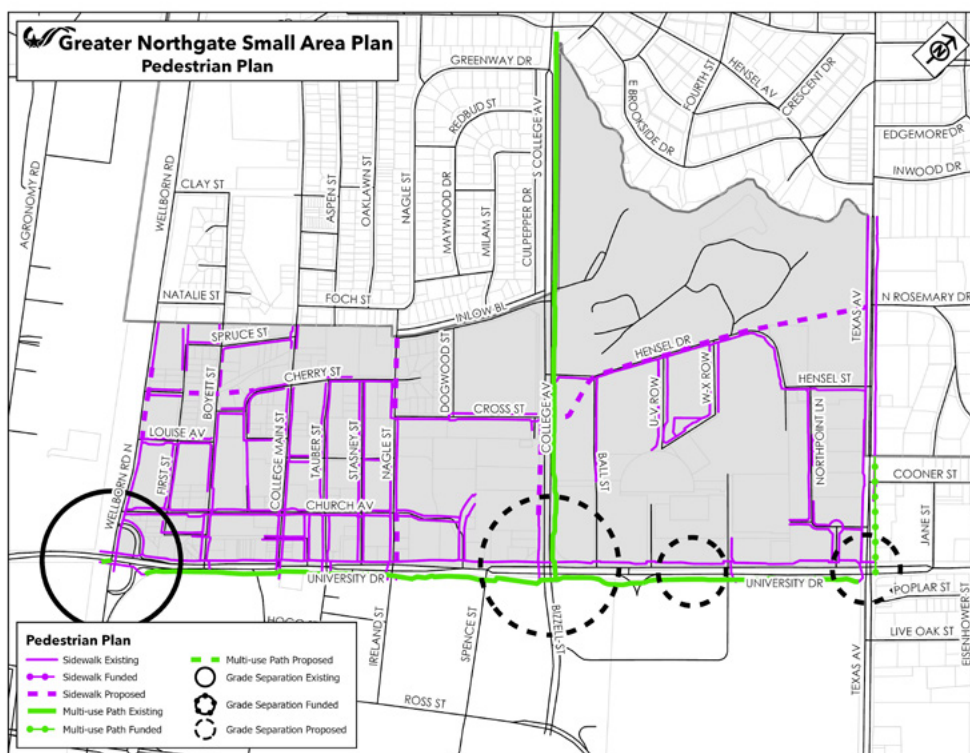 Greater Northgate Small Area Plan
Pedestrian Plan
N
GREENWAY DR
S COLLEGE AV
E BROOKSIDE DR
FOURTH ST
HENSEL AV
CRESCENT DR
REDBUD ST
EDGEMORE DR
INWOOD DR
AGRONOMY RD
WELLBORN RD
CLAY ST
ASPEN ST
OAKLAWN ST
NAGLE ST
MAYWOOD DR
MILAM ST
CULPEPPER DR
NATALIE ST
FOCH ST
INLOW BL
N ROSEMARY DR
TEXAS AV
SPRUCE ST
BOYETT ST
CHERRY ST
DOGWOOD ST
HENSEL DR
U-V ROW
W-X ROW
HENSEL ST
CROSS ST
COLLEGE AV
LOUISE AV
FIRST ST
COLLEGE MAIN ST
TAUBER ST
STASNEY ST
NAGLE ST
BALL ST
NORTHPOINT LN
COONER ST
WELLBORN RD N
CHURCH AV
JANE ST
UNIVERSITY DR
UNIVERSITY DR
POPLAR ST
EISENHOWER ST
LIVE OAK ST
IRELAND ST
SPENCE ST
BIZZELL ST
TEXAS AV
ROSS ST
Pedestrian Plan
Sidewalk Existing
Sidewalk Funded
Sidewalk Proposed
Multi-use Path Existing
Multi-use Path Funded
Multi-use Path Proposed
Grade Separation Existing
Grade Separation Funded
Grade Separation Proposed